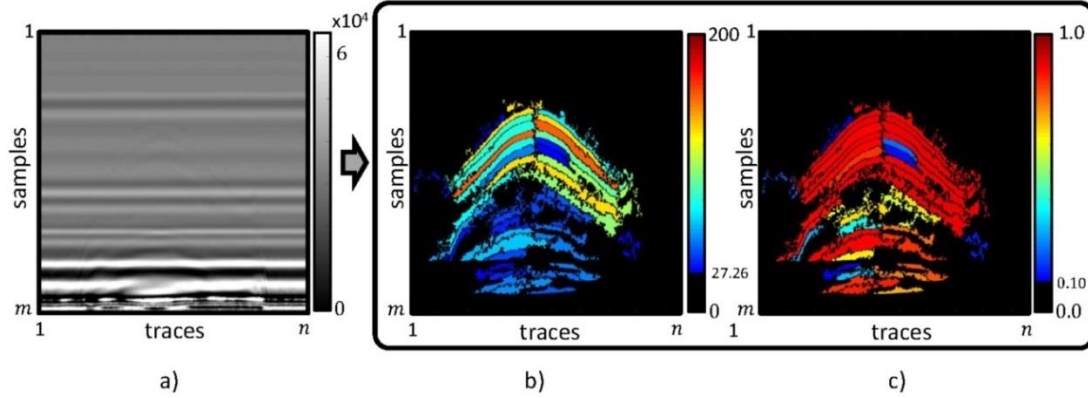 x10⁴
1
6
samples
0
m
1
traces
n
a)
1
200
samples
27.26
0
m
1
traces
n
b)
1
1.0
samples
0.10
0.0
m
1
traces
n
c)